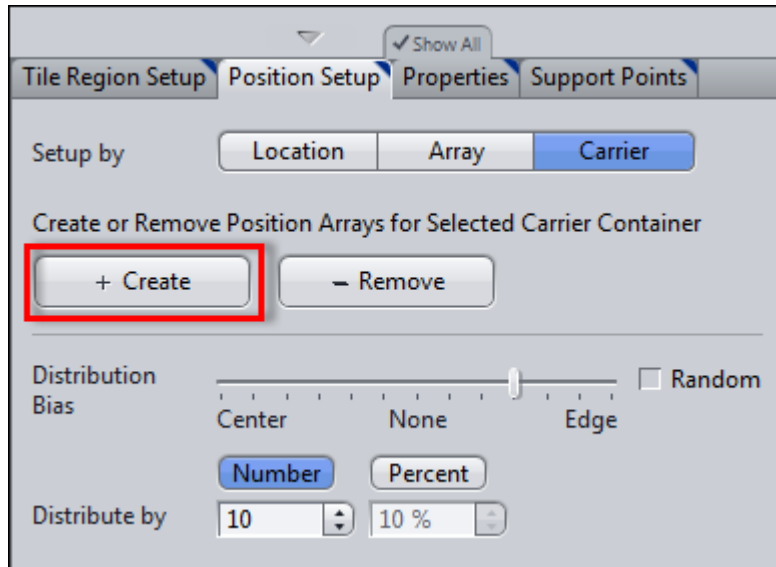 ✓ Show All
Tile Region Setup Position Setup Properties Support Points
Setup by Location Array Carrier
Create or Remove Position Arrays for Selected Carrier Container
+ Create − Remove
Distribution
Bias
Random
Center None Edge
Number Percent
Distribute by 10 10 %